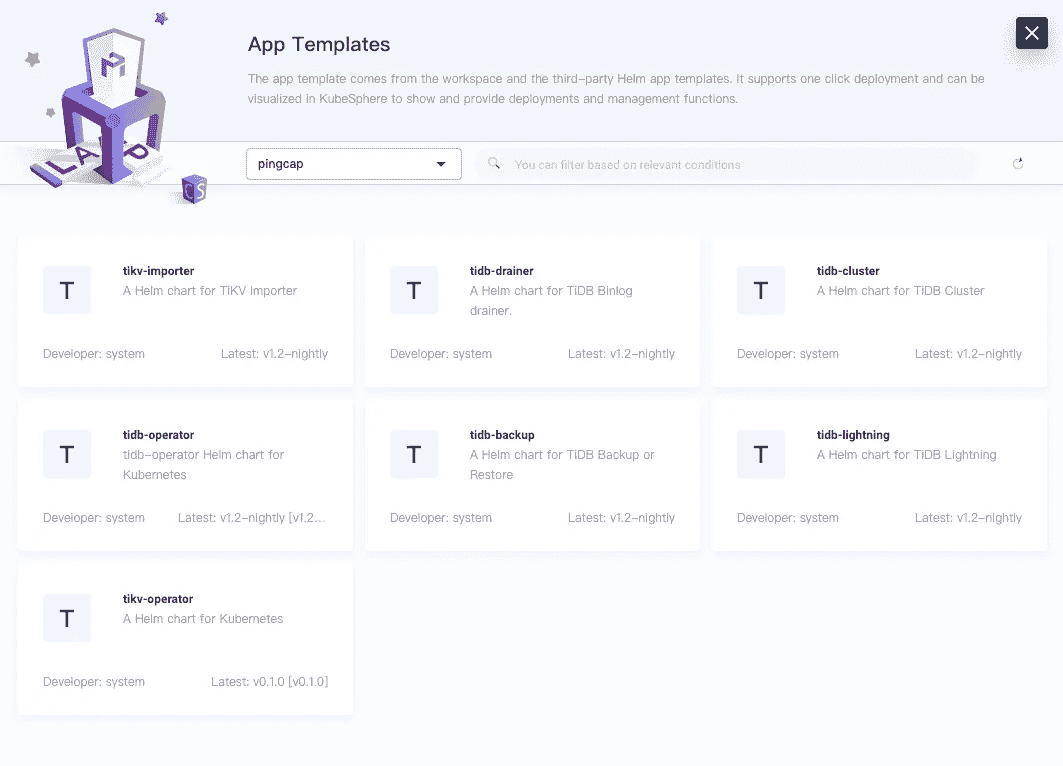 App Templates
The app template comes from the workspace and the third-party Helm app templates. It supports one click deployment and can be
visualized in KubeSphere to show and provide deployments and management functions.
pingcap
You can filter based on relevant conditions
T
tikv-importer
A Helm chart for TiKV Importer
Developer: system
Latest: v1.2-nightly
T
tidb-drainer
A Helm chart for TiDB Binlog
drainer.
Developer: system
Latest: v1.2-nightly
T
tidb-cluster
A Helm chart for TiDB Cluster
Developer: system
Latest: v1.2-nightly
T
tidb-operator
tidb-operator Helm chart for
Kubernetes
Developer: system
Latest: v1.2-nightly [v1.2...
T
tidb-backup
A Helm chart for TiDB Backup or
Restore
Developer: system
Latest: v1.2-nightly
T
tidb-lightning
A Helm chart for TiDB Lightning
Developer: system
Latest: v1.2-nightly
T
tikv-operator
A Helm chart for Kubernetes
Developer: system
Latest: v0.1.0 [v0.1.0]